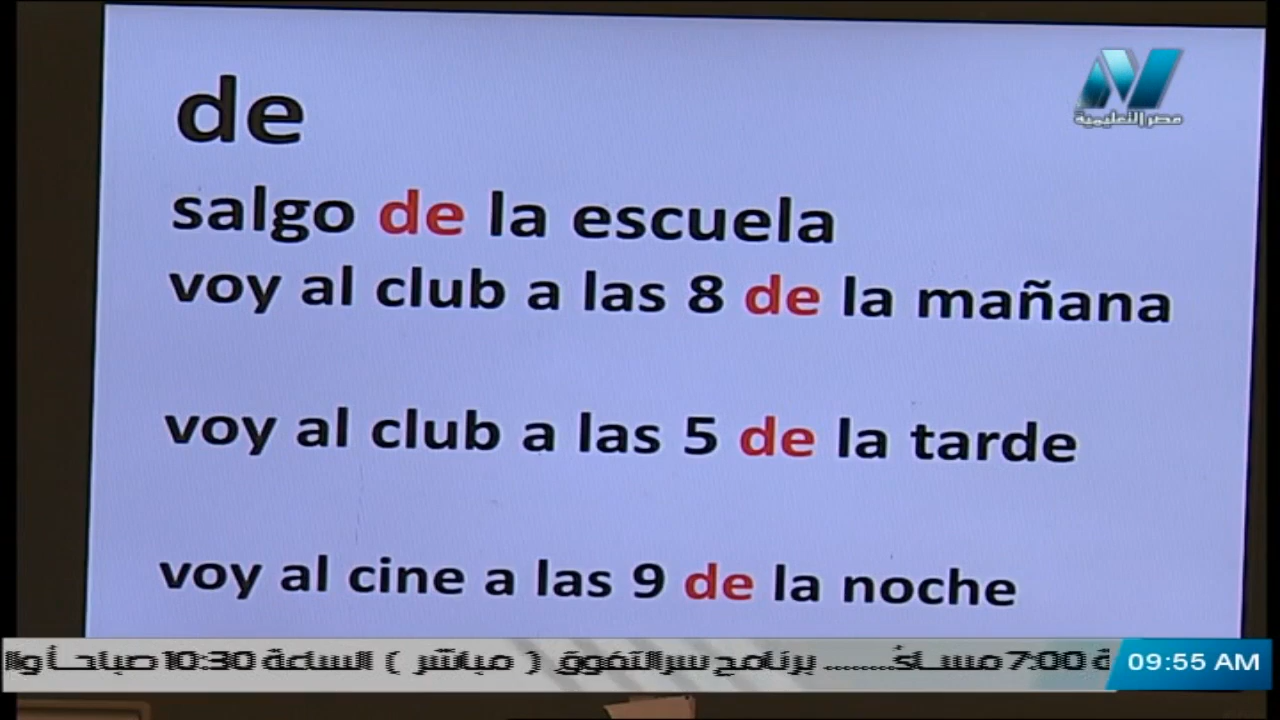 de
مصر التعليمية
salgo de la escuela
voy al club a las 8 de la mañana
voy al club a las 5 de la tarde
voy al cine a las 9 de la noche
7:00 مساءً ......... برنامج سر التفوق ( مباشر ) الساعة 10:30 صباحاً
09:55 AM